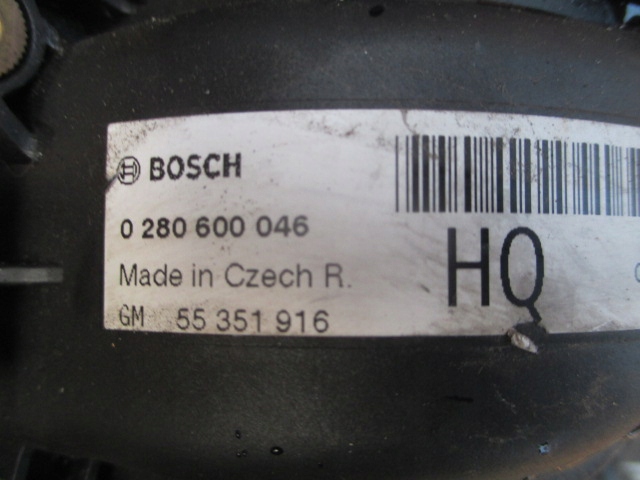 BOSCH
0 280 600 046
Made in Czech R.
GM 55 351 916
HQ